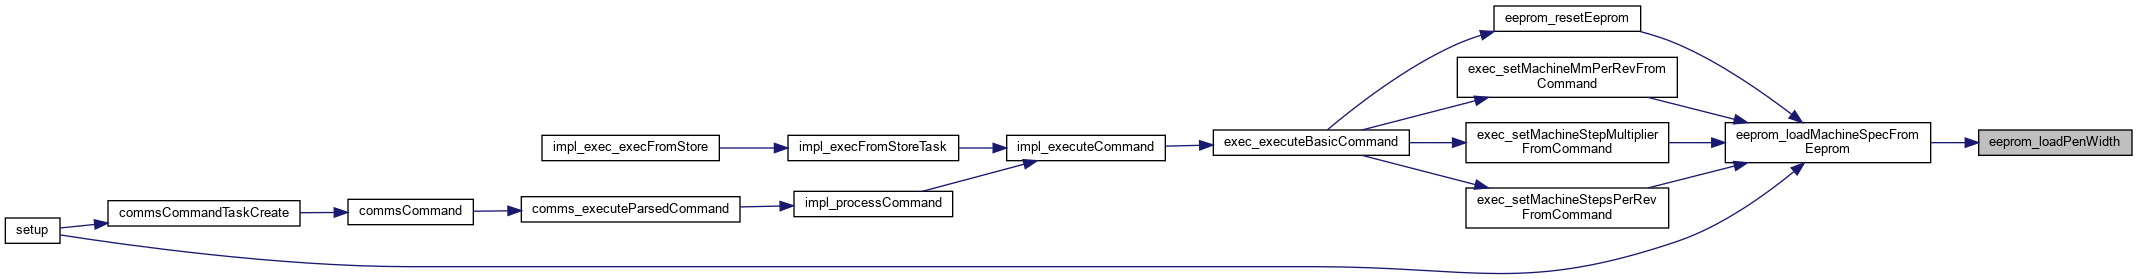 eeprom_resetEeprom
exec_setMachineMmPerRevFrom
Command
impl_exec_execFromStore
impl_execFromStoreTask
impl_executeCommand
exec_executeBasicCommand
exec_setMachineStepMultiplier
FromCommand
eeprom_loadMachineSpecFrom
Eeprom
eeprom_loadPenWidth
setup
commsCommandTaskCreate
commsCommand
comms_executeParsedCommand
impl_processCommand
exec_setMachineStepsPerRev
FromCommand